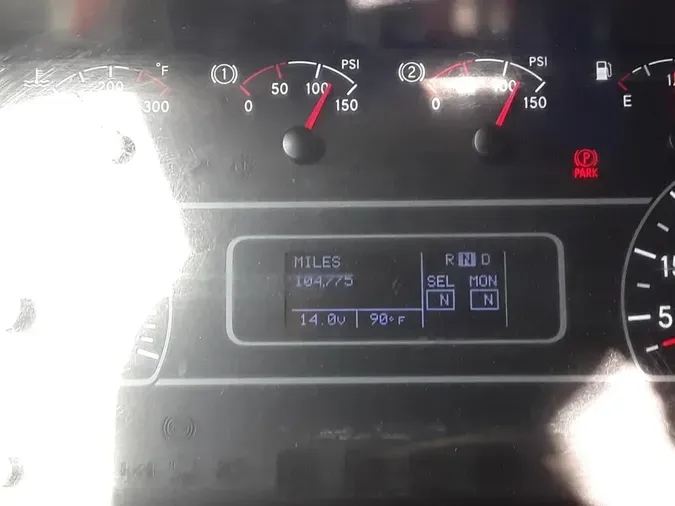 °F
200
300
(1)
PSI
0
50
100
150
(2)
PSI
0
100
150
E
P
PARK
MILES
104,775
R N D
SEL MON
N N
14.0v 90°F
15
5